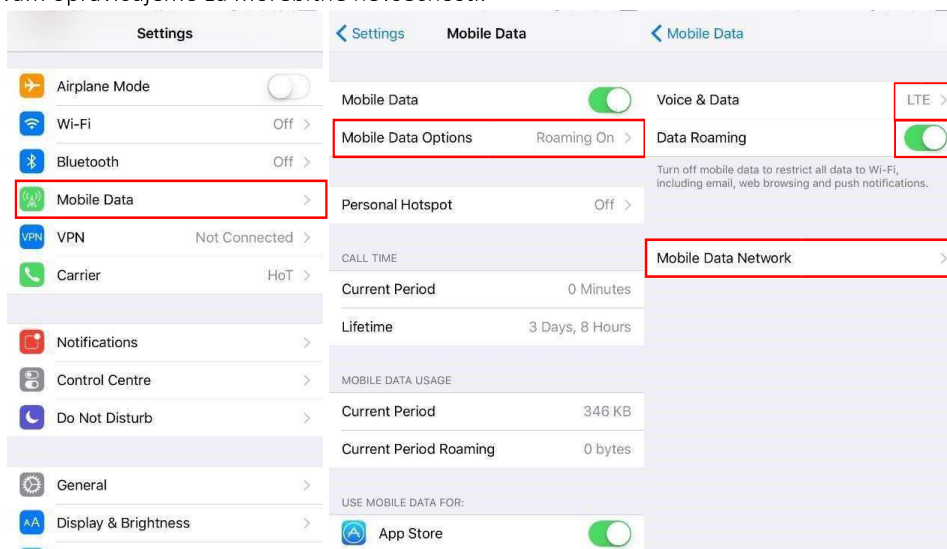 Settings
Airplane Mode
Wi-Fi Off
Bluetooth Off
Mobile Data
VPN VPN Not Connected
Carrier HoT
Notifications
Control Centre
Do Not Disturb
General
AA Display & Brightness
Settings Mobile Data
Mobile Data
Mobile Data Options Roaming On
Personal Hotspot Off
CALL TIME
Current Period 0 Minutes
Lifetime 3 Days, 8 Hours
MOBILE DATA USAGE
Current Period 346 KB
Current Period Roaming 0 bytes
USE MOBILE DATA FOR:
App Store
Mobile Data
Voice & Data LTE
Data Roaming
Turn off mobile data to restrict all data to Wi-Fi,
including email, web browsing and push notifications.
Mobile Data Network